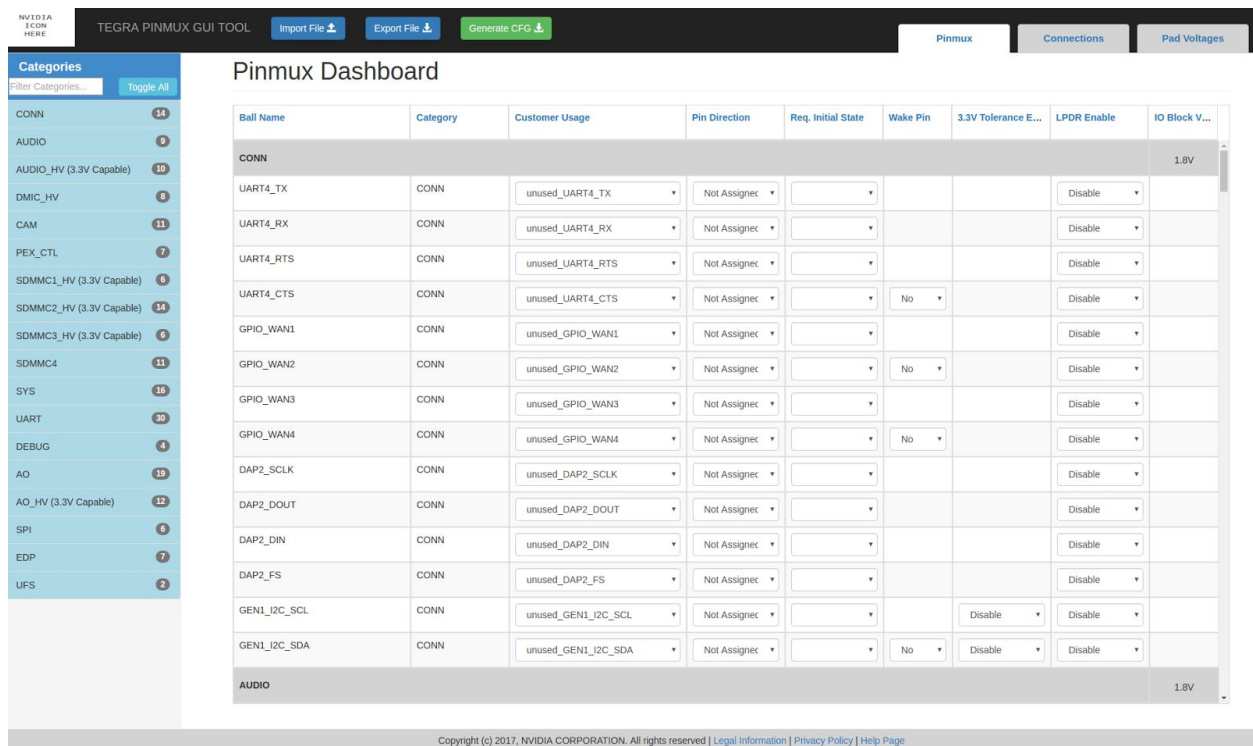 NVIDIA
ICON
HERE
TEGRA PINMUX GUI TOOL
Import File
Export File
Generate CFG
Pinmux
Connections
Pad Voltages
Categories
Filter Categories...
Toggle All
CONN 14
AUDIO 9
AUDIO_HV (3.3V Capable) 10
DMIC_HV 8
CAM 11
PEX_CTL 7
SDMMC1_HV (3.3V Capable) 6
SDMMC2_HV (3.3V Capable) 14
SDMMC3_HV (3.3V Capable) 6
SDMMC4 11
SYS 16
UART 30
DEBUG 4
AO 19
AO_HV (3.3V Capable) 12
SPI 6
EDP 7
UFS 2
Pinmux Dashboard
Ball Name Category Customer Usage Pin Direction Req. Initial State Wake Pin 3.3V Tolerance E... LPDR Enable IO Block V...
CONN 1.8V
UART4_TX CONN unused_UART4_TX Not Assignec Disable
UART4_RX CONN unused_UART4_RX Not Assignec Disable
UART4_RTS CONN unused_UART4_RTS Not Assignec Disable
UART4_CTS CONN unused_UART4_CTS Not Assignec No Disable
GPIO_WAN1 CONN unused_GPIO_WAN1 Not Assignec Disable
GPIO_WAN2 CONN unused_GPIO_WAN2 Not Assignec No Disable
GPIO_WAN3 CONN unused_GPIO_WAN3 Not Assignec Disable
GPIO_WAN4 CONN unused_GPIO_WAN4 Not Assignec No Disable
DAP2_SCLK CONN unused_DAP2_SCLK Not Assignec Disable
DAP2_DOUT CONN unused_DAP2_DOUT Not Assignec Disable
DAP2_DIN CONN unused_DAP2_DIN Not Assignec Disable
DAP2_FS CONN unused_DAP2_FS Not Assignec Disable
GEN1_I2C_SCL CONN unused_GEN1_I2C_SCL Not Assignec Disable Disable
GEN1_I2C_SDA CONN unused_GEN1_I2C_SDA Not Assignec No Disable Disable
AUDIO 1.8V
Copyright (c) 2017, NVIDIA CORPORATION. All rights reserved | Legal Information | Privacy Policy | Help Page